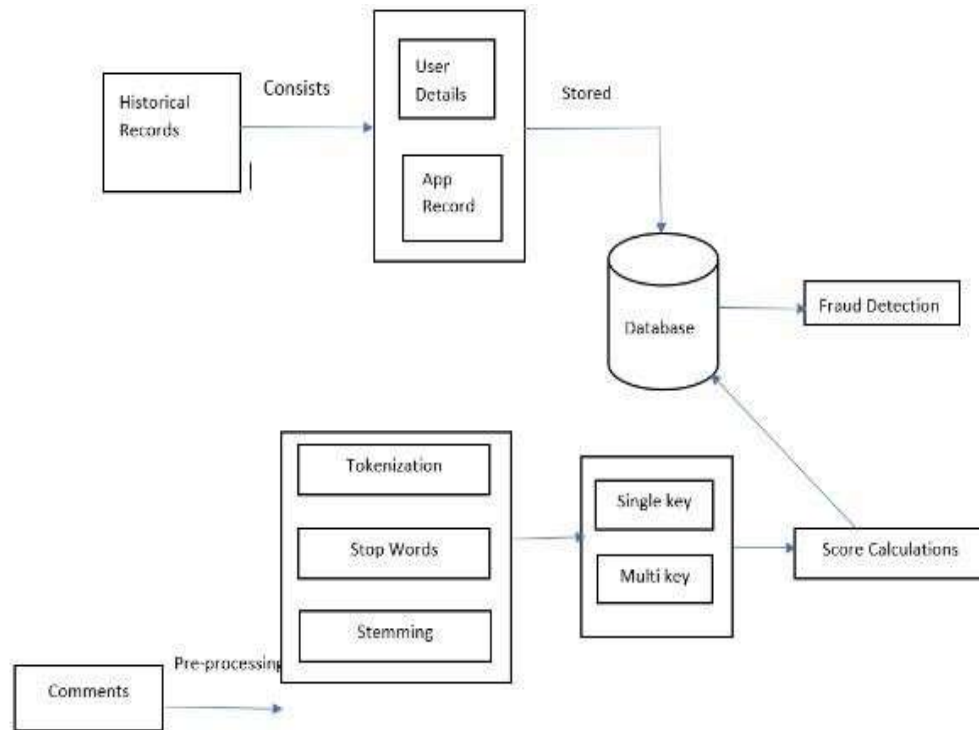 Historical
Records
Consists
User
Details
App
Record
Stored
Database
Fraud Detection
Tokenization
Stop Words
Stemming
Single key
Multi key
Score Calculations
Pre-processing
Comments